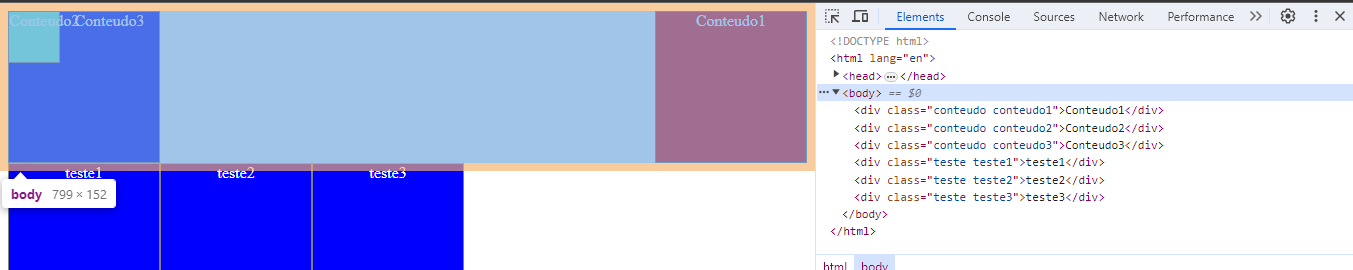 Conteudo2 Conteudo3 Conteudo1
teste1 teste2 teste3
body 799 × 152
Elements Console Sources Network Performance
<!DOCTYPE html>
<html lang="en">
<head> </head>
<body> == $0
<div class="conteudo conteudo1">Conteudo1</div>
<div class="conteudo conteudo2">Conteudo2</div>
<div class="conteudo conteudo3">Conteudo3</div>
<div class="teste teste1">teste1</div>
<div class="teste teste2">teste2</div>
<div class="teste teste3">teste3</div>
</body>
</html>
html body